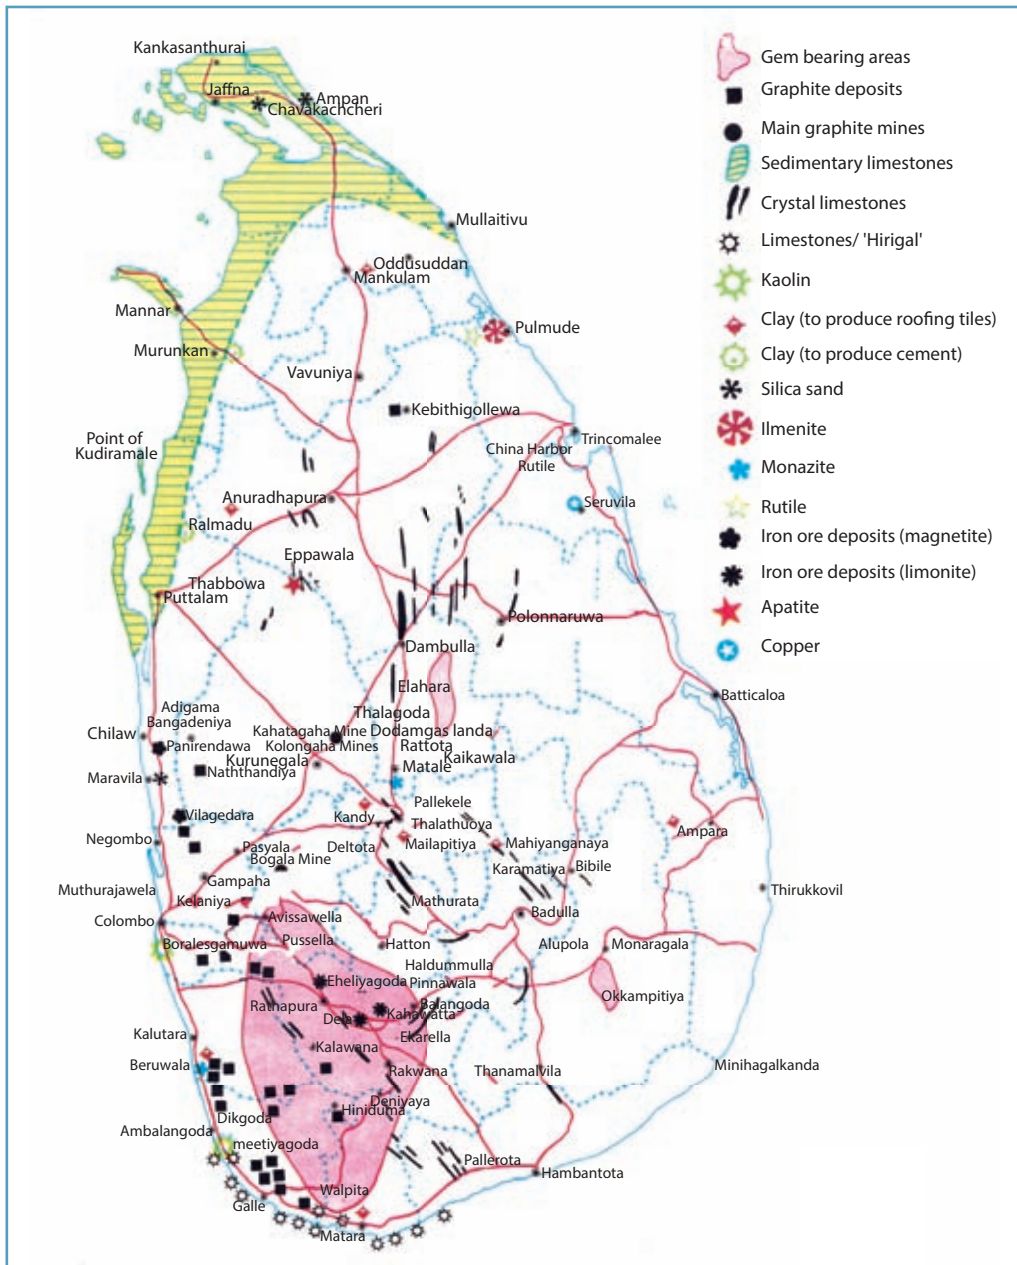 Kankasanthurai
Jaffna
Ampan
Chavakachcheri
Mullaitivu
Oddusuddan
Mankulam
Mannar
Pulmude
Murunkan
Vavuniya
Kebithigollewa
Point of
Kudiramale
Trincomalee
China Harbor
Rutile
Anuradhapura
Seruvila
Ralmadu
Eppawala
Thabbowa
Puttalam
Polonnaruwa
Dambulla
Elahara
Batticaloa
Adigama
Thalagoda
Bangadeniya
Chilaw
Kahatagaha Mine
Dodamgas landa
Panirendawa
Kolongaha Mines
Rattota
Kurunegala
Kaikawala
Naththandiya
Matale
Maravila
Pallekele
Vilagedara
Kandy
Thalathuoya
Ampara
Negombo
Pasyala
Deltota
Mailapitiya
Mahiyanganaya
Bogala Mine
Karamatiya
Bibile
Gampaha
Muthurajawela
Thirukkovil
Kelaniya
Mathurata
Colombo
Avissawella
Badulla
Boralesgamuwa
Pussella
Hatton
Alupola
Monaragala
Haldummulla
Eheliyagoda
Pinnawala
Okkampitiya
Rathapura
Balangoda
Dela
Kahawatta
Kalutara
Ekarella
Kalawana
Beruwala
Rakwana
Thanamalvila
Minihagalkanda
Deniyaya
Dikgoda
Hiniduma
Ambalangoda
meetiyagoda
Pallerota
Hambantota
Walpita
Galle
Matara
Gem bearing areas
Graphite deposits
Main graphite mines
Sedimentary limestones
Crystal limestones
Limestones/ 'Hirigal'
Kaolin
Clay (to produce roofing tiles)
Clay (to produce cement)
Silica sand
Ilmenite
Monazite
Rutile
Iron ore deposits (magnetite)
Iron ore deposits (limonite)
Apatite
Copper